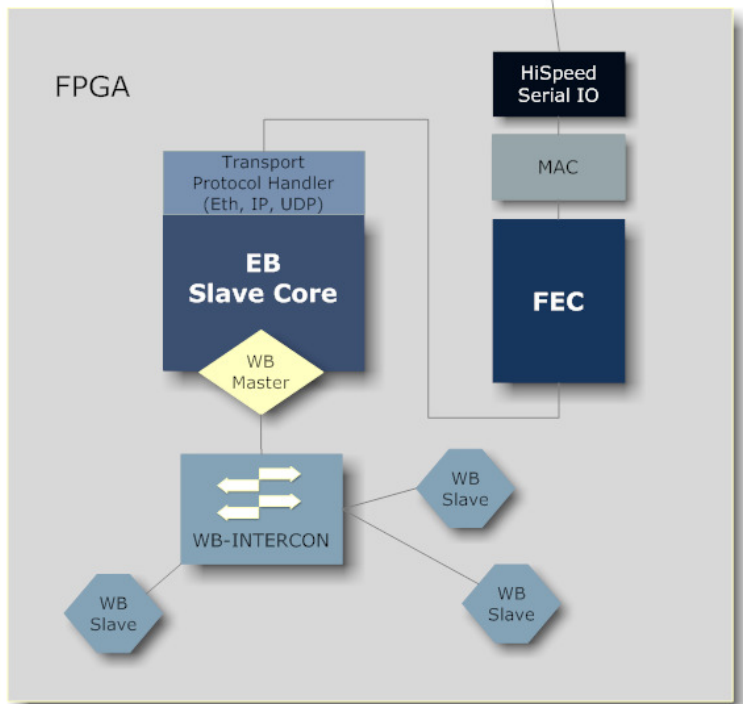 FPGA
HiSpeed
Serial IO
MAC
FEC
Transport
Protocol Handler
(Eth, IP, UDP)
EB
Slave Core
WB
Master
WB-INTERCON
WB
Slave
WB
Slave
WB
Slave